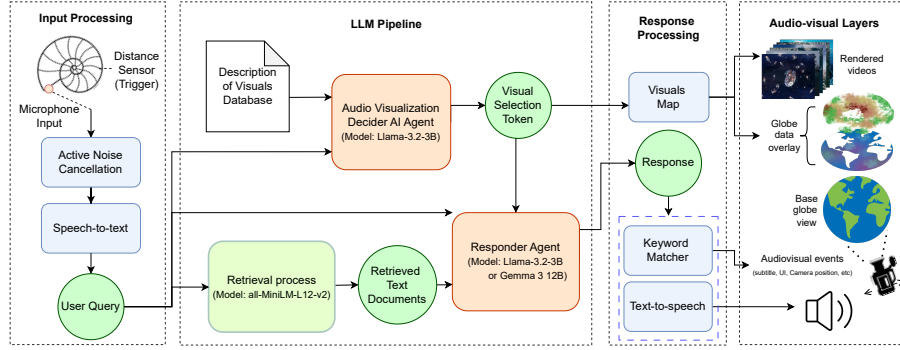 Input Processing
Distance
Sensor
(Trigger)
Microphone
Input
Active Noise
Cancellation
Speech-to-text
User Query
LLM Pipeline
Description
of Visuals
Database
Audio Visualization
Decider AI Agent
(Model: Llama-3.2-3B)
Visual
Selection
Token
Retrieval process
(Model: all-MiniLM-L12-v2)
Retrieved
Text
Documents
Responder Agent
(Model: Llama-3.2-3B
or Gemma 3 12B)
Response
Processing
Visuals
Map
Response
Keyword
Matcher
Text-to-speech
Audio-visual Layers
Rendered
videos
Globe
data
overlay
Base
globe
view
Audiovisual events
(subtitle, UI, Camera position, etc)